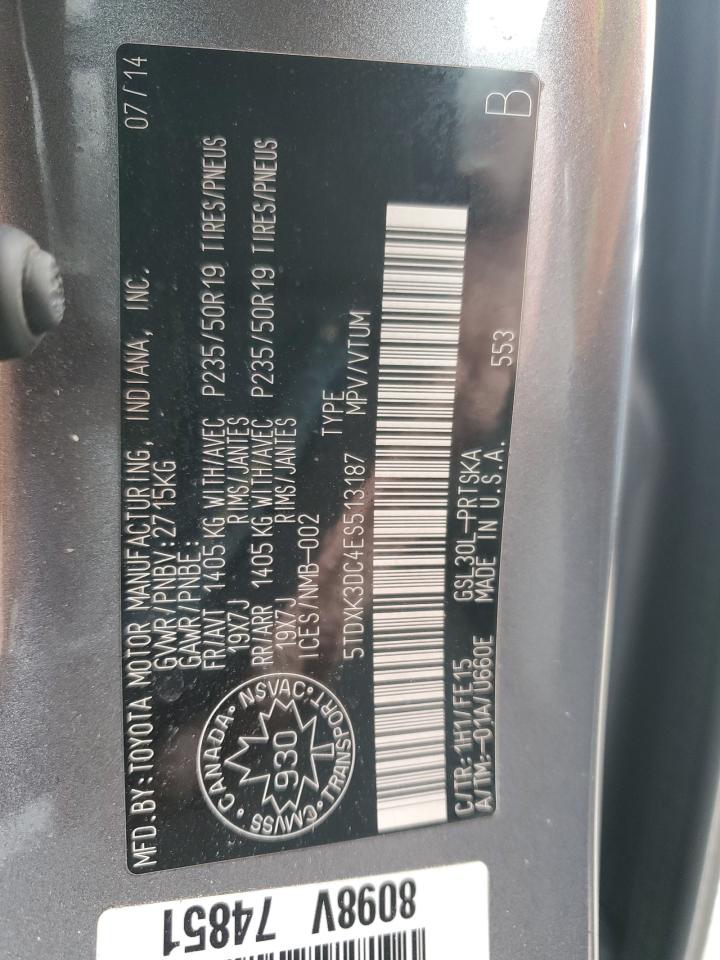 MFD. BY: TOYOTA MOTOR MANUFACTURING, INDIANA, INC. 07/14
GVWR/PNBV: 2715KG
GAWR/PNBE:
FR/AVT 1405 KG WITH/AVEC P235/50R19 TIRES/PNEUS
19X7J RIMS/JANTES
RR/ARR 1405 KG WITH/AVEC P235/50R19 TIRES/PNEUS
19X7J RIMS/JANTES
ICES/NMB-002
5TDXK3DC4ES513187 TYPE MPV/VTUM
CANADA • NSVAC • TRANSPORT • CMVSS •
930
C/TR: 1H1/FE15 GSL30L-PRTSKA
A/TM: -01A/U660E MADE IN U.S.A. 553 B
8098V
74851